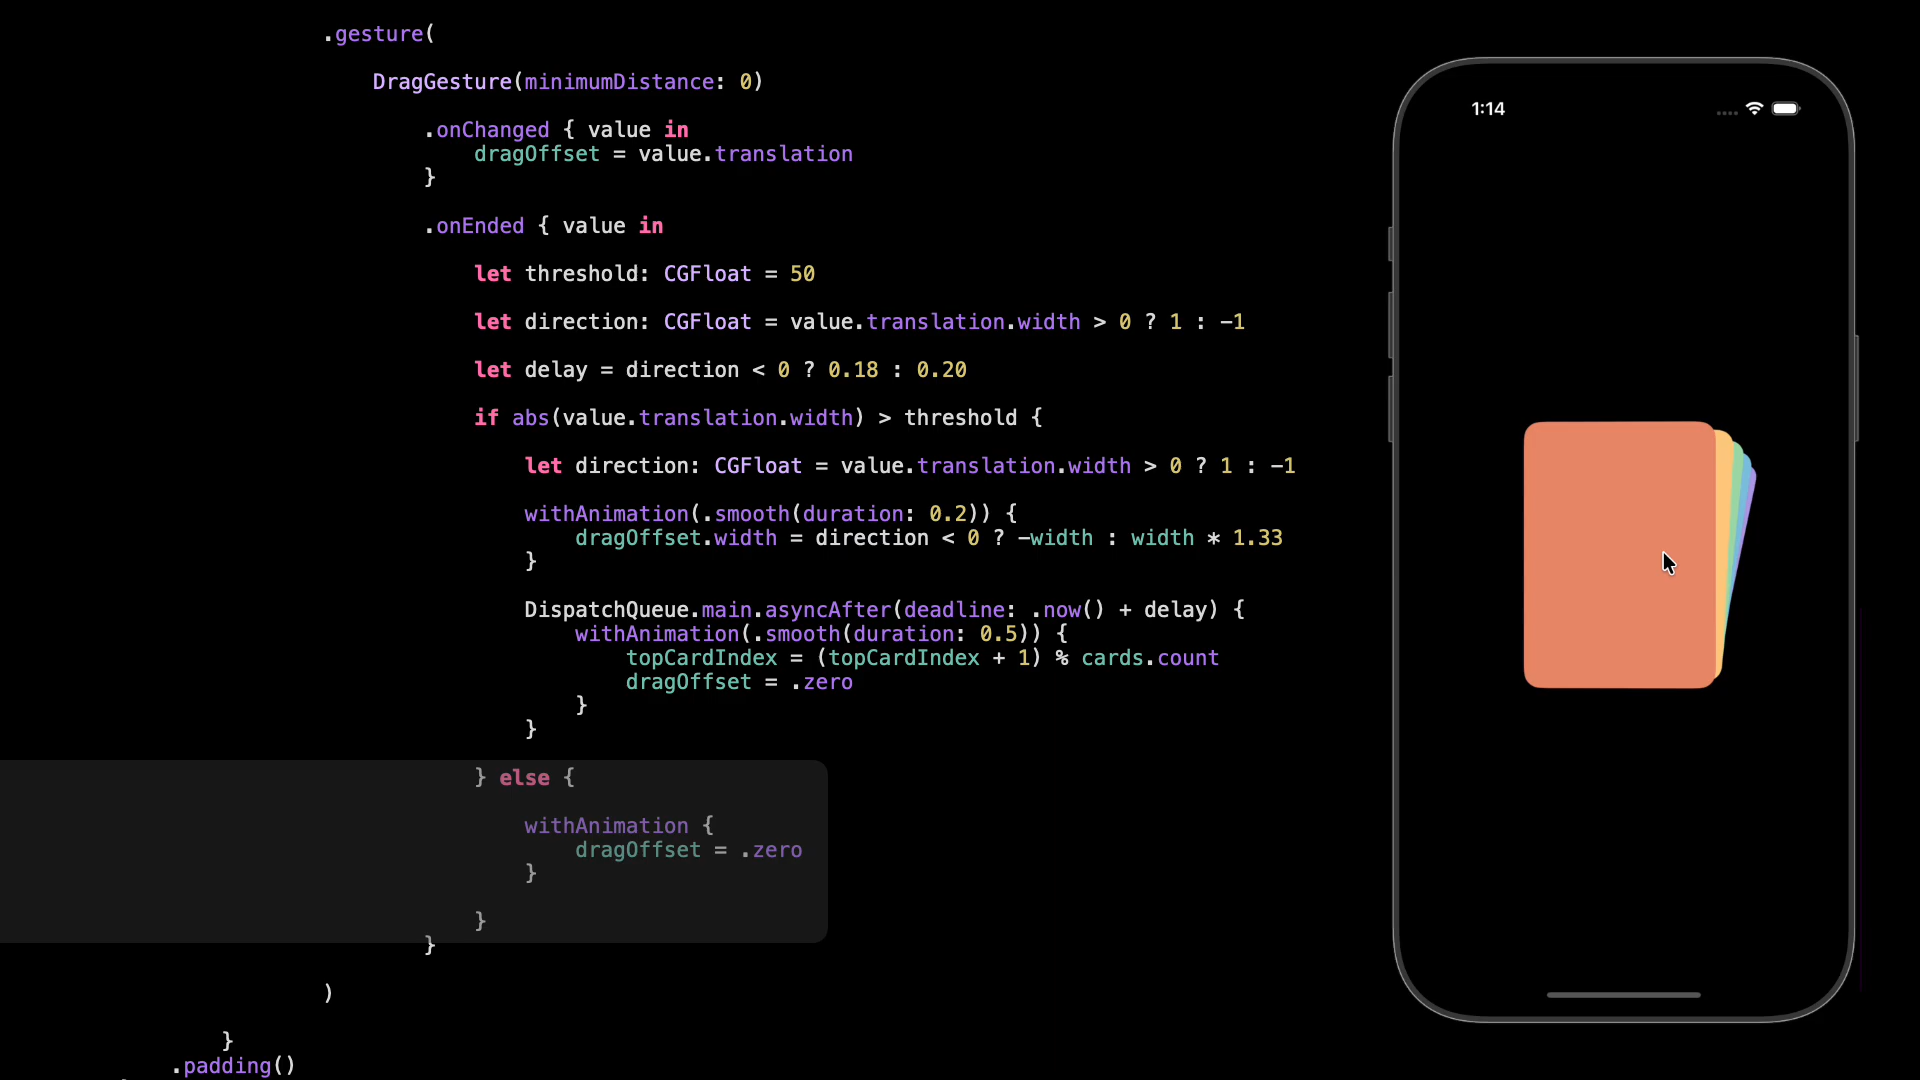 .gesture(
DragGesture(minimumDistance: 0)
.onChanged { value in
dragOffset = value.translation
}
.onEnded { value in
let threshold: CGFloat = 50
let direction: CGFloat = value.translation.width > 0 ? 1 : -1
let delay = direction < 0 ? 0.18 : 0.20
if abs(value.translation.width) > threshold {
let direction: CGFloat = value.translation.width > 0 ? 1 : -1
withAnimation(.smooth(duration: 0.2)) {
dragOffset.width = direction < 0 ? -width : width * 1.33
}
DispatchQueue.main.asyncAfter(deadline: .now() + delay) {
withAnimation(.smooth(duration: 0.5)) {
topCardIndex = (topCardIndex + 1) % cards.count
dragOffset = .zero
}
}
} else {
withAnimation {
dragOffset = .zero
}
}
}
)
}
.padding()
1:14